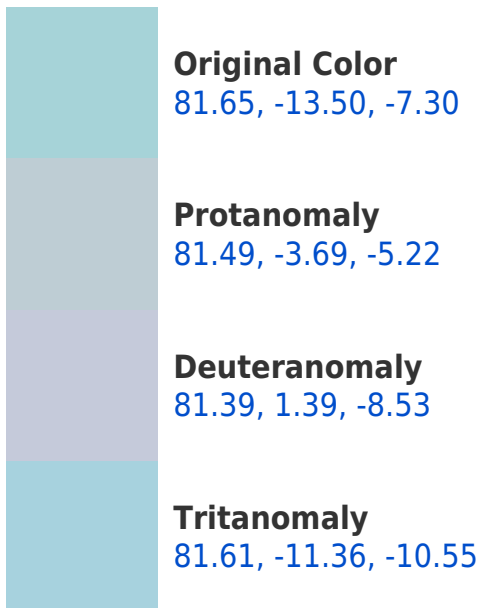 Original Color
81.65, -13.50, -7.30
Protanomaly
81.49, -3.69, -5.22
Deuteranomaly
81.39, 1.39, -8.53
Tritanomaly
81.61, -11.36, -10.55